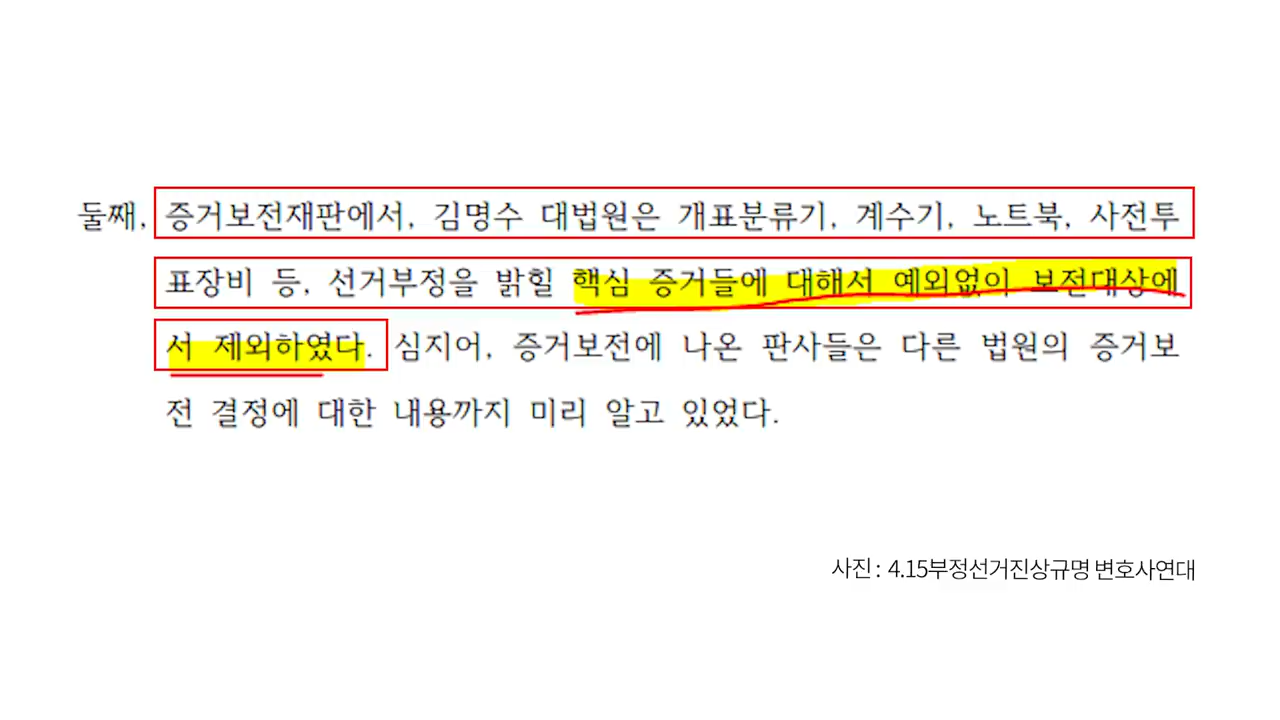 둘째, 증거보전재판에서, 김명수 대법원은 개표분류기, 계수기, 노트북, 사전투
표장비 등, 선거부정을 밝힐 핵심 증거들에 대해서 예외없이 보전대상에
서 제외하였다. 심지어, 증거보전에 나온 판사들은 다른 법원의 증거보
전 결정에 대한 내용까지 미리 알고 있었다.
사진 : 4.15부정선거진상규명 변호사연대